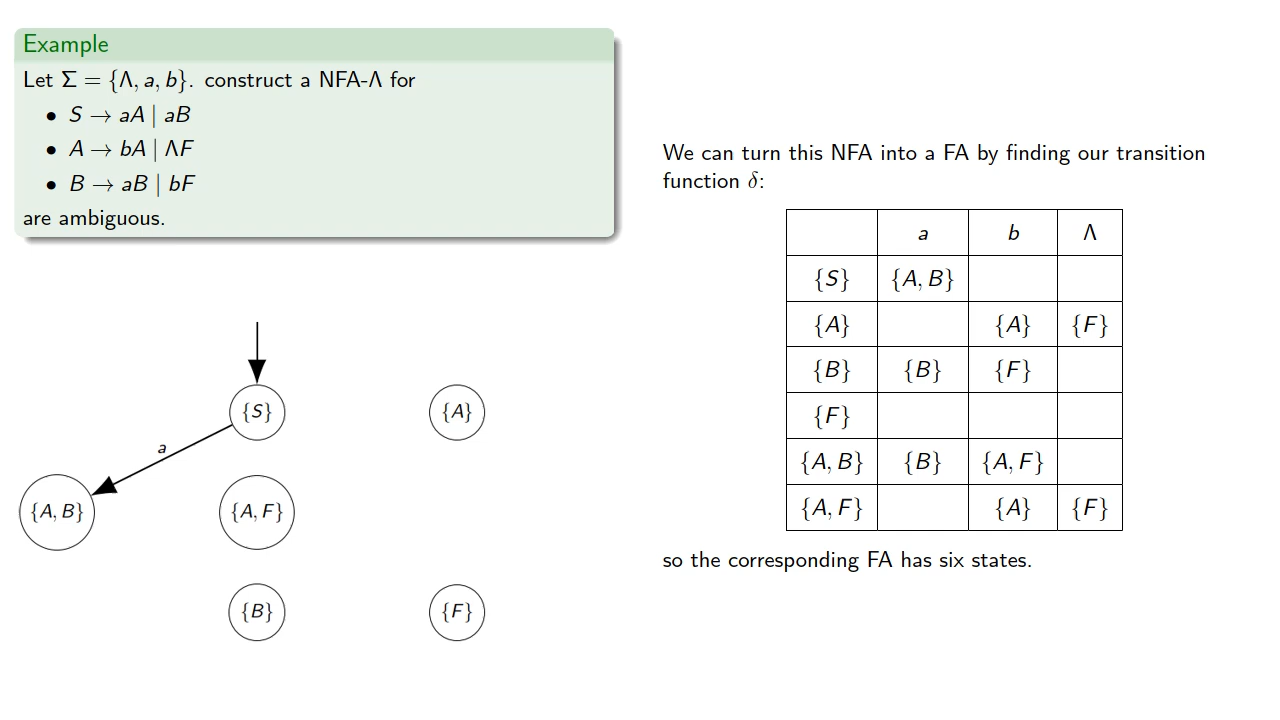 Example
Let Σ = {Λ, a, b}. construct a NFA-Λ for
• S → aA | aB
• A → bA | ΛF
• B → aB | bF
are ambiguous.
{S}
{A}
a
{A, B}
{A, F}
{B}
{F}
We can turn this NFA into a FA by finding our transition
function δ:
a b Λ
{S} {A, B}
{A} {A} {F}
{B} {B} {F}
{F}
{A, B} {B} {A, F}
{A, F} {A} {F}
so the corresponding FA has six states.